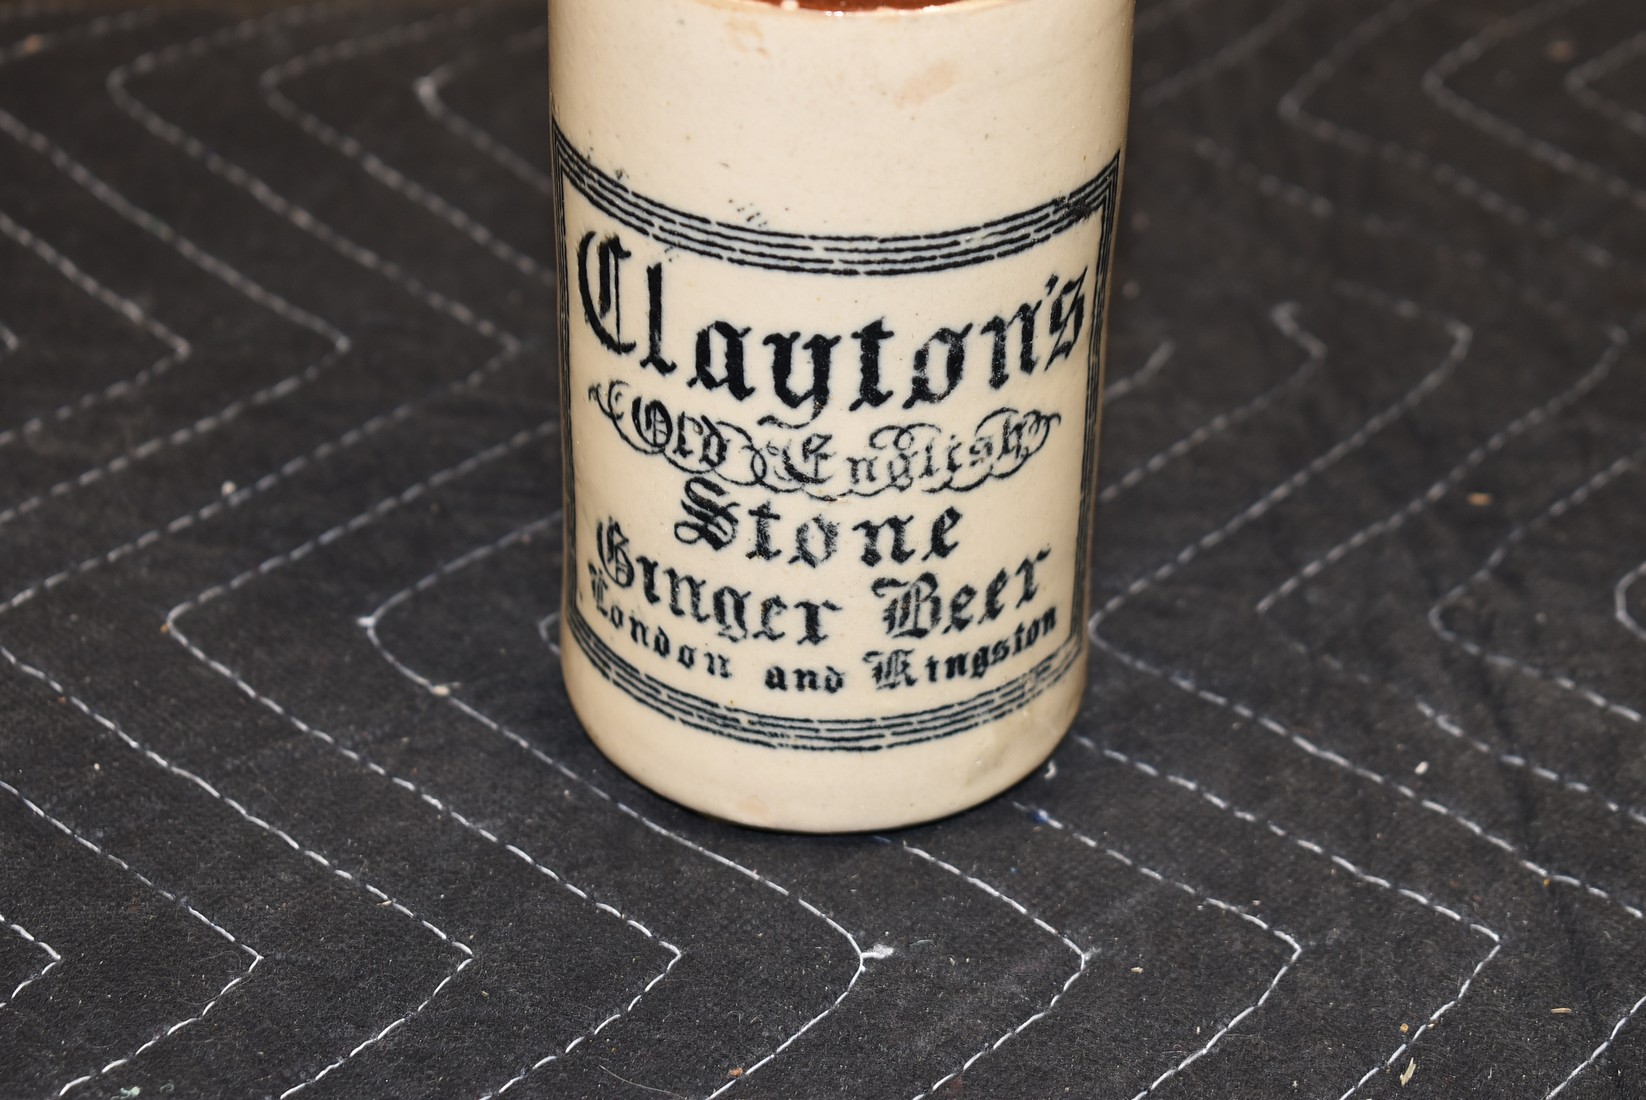 Clayton's
Old English
Stone
Ginger Beer
London and Kingston